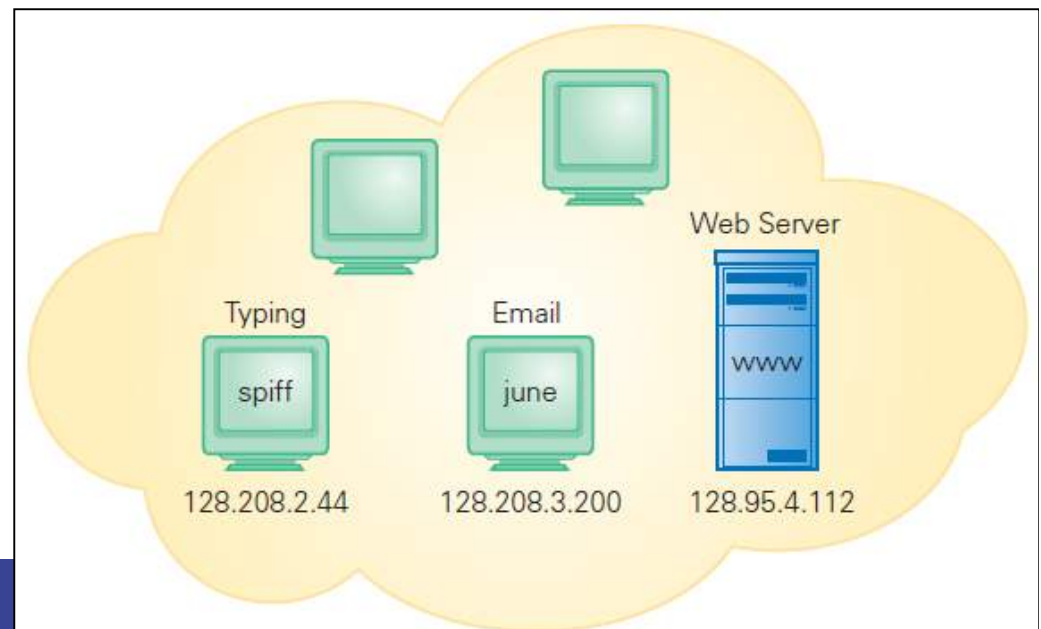 Web Server
Typing
Email
spiff
june
www
128.208.2.44
128.208.3.200
128.95.4.112